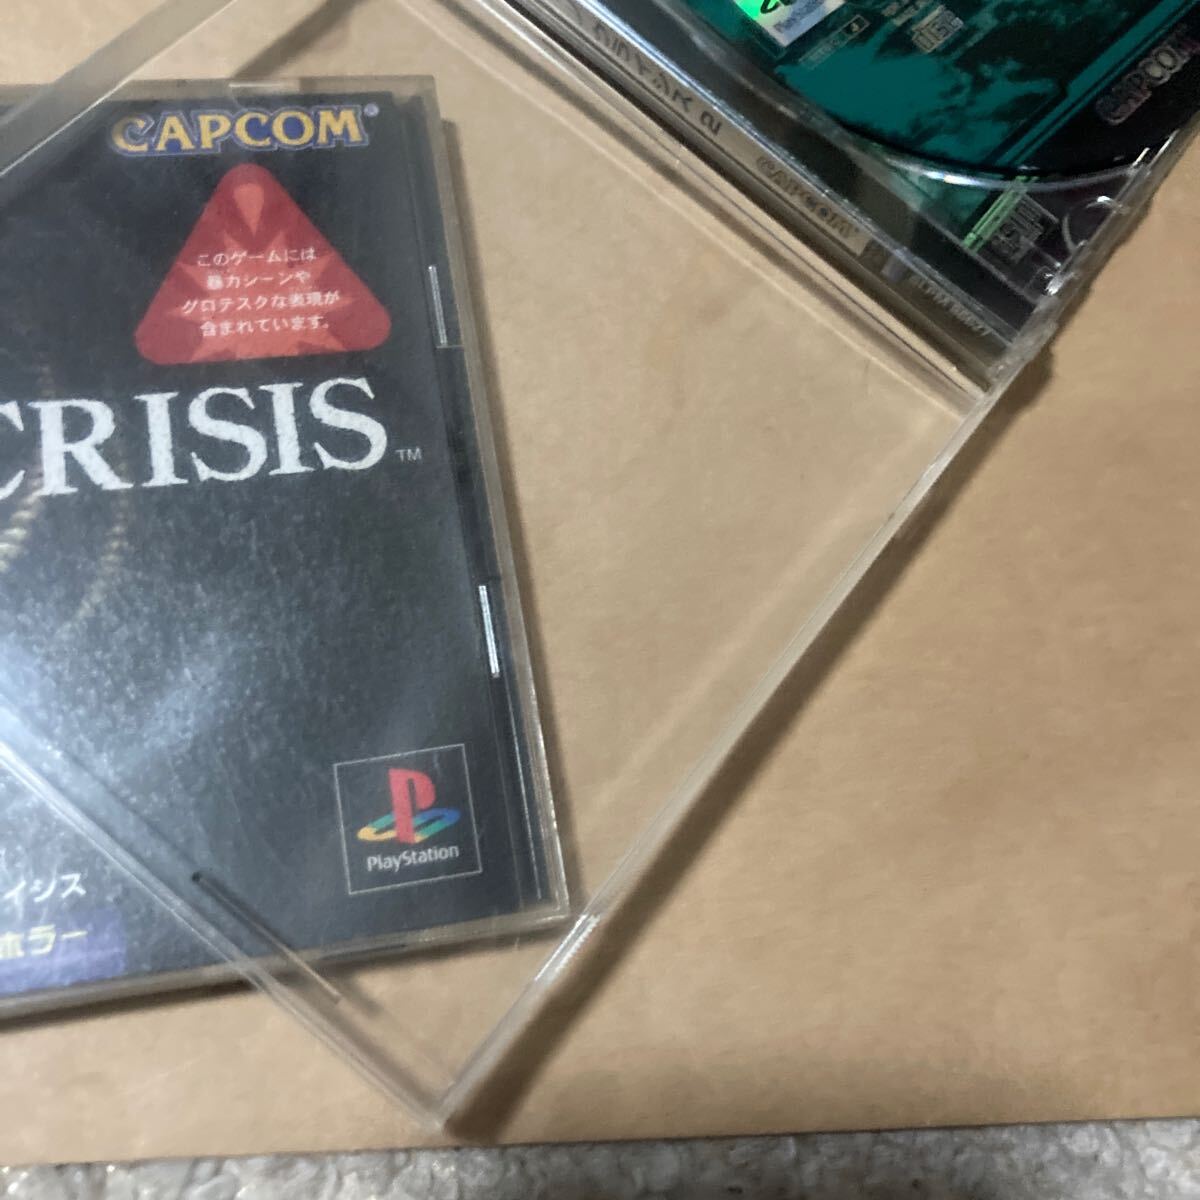 CAPCOM®
このゲームには
暴力シーンや
グロテスクな表現が
含まれています。
CRISIS™
PlayStation
イシス
ホラー
2
CAPCOM
CAPCOM